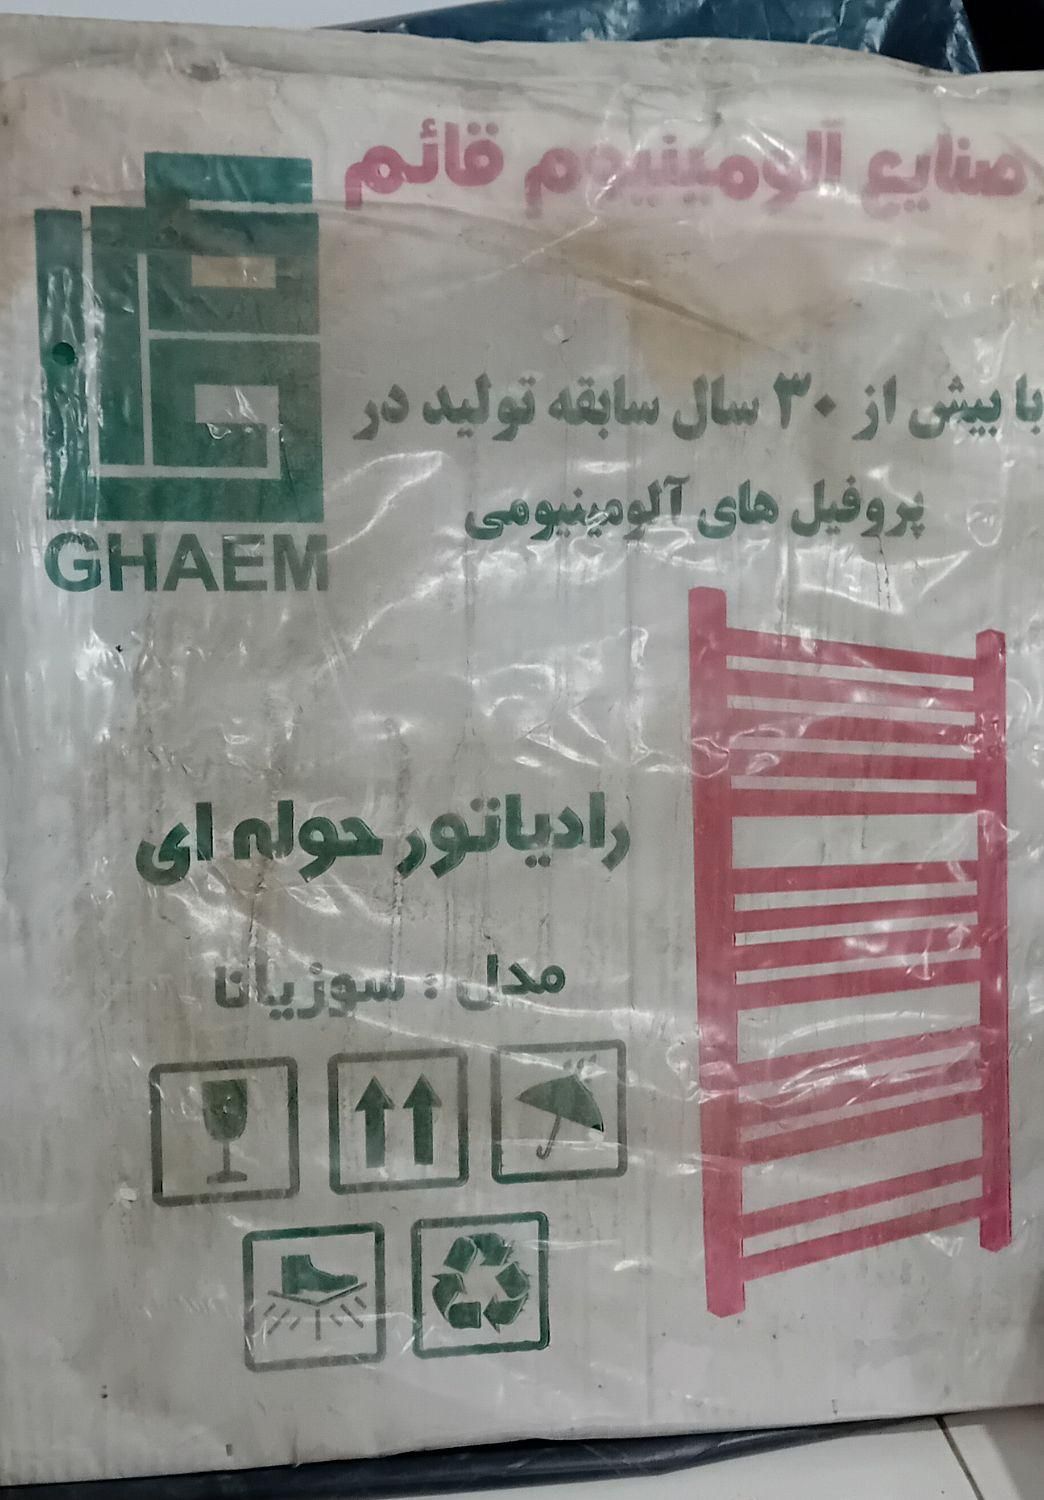 صنایع آلومینیوم قائم
با بیش از ۳۰ سال سابقه تولید در
پروفیل های آلومینیومی
GHAEM
رادیاتور حوله ای
مدل : سوزیانا